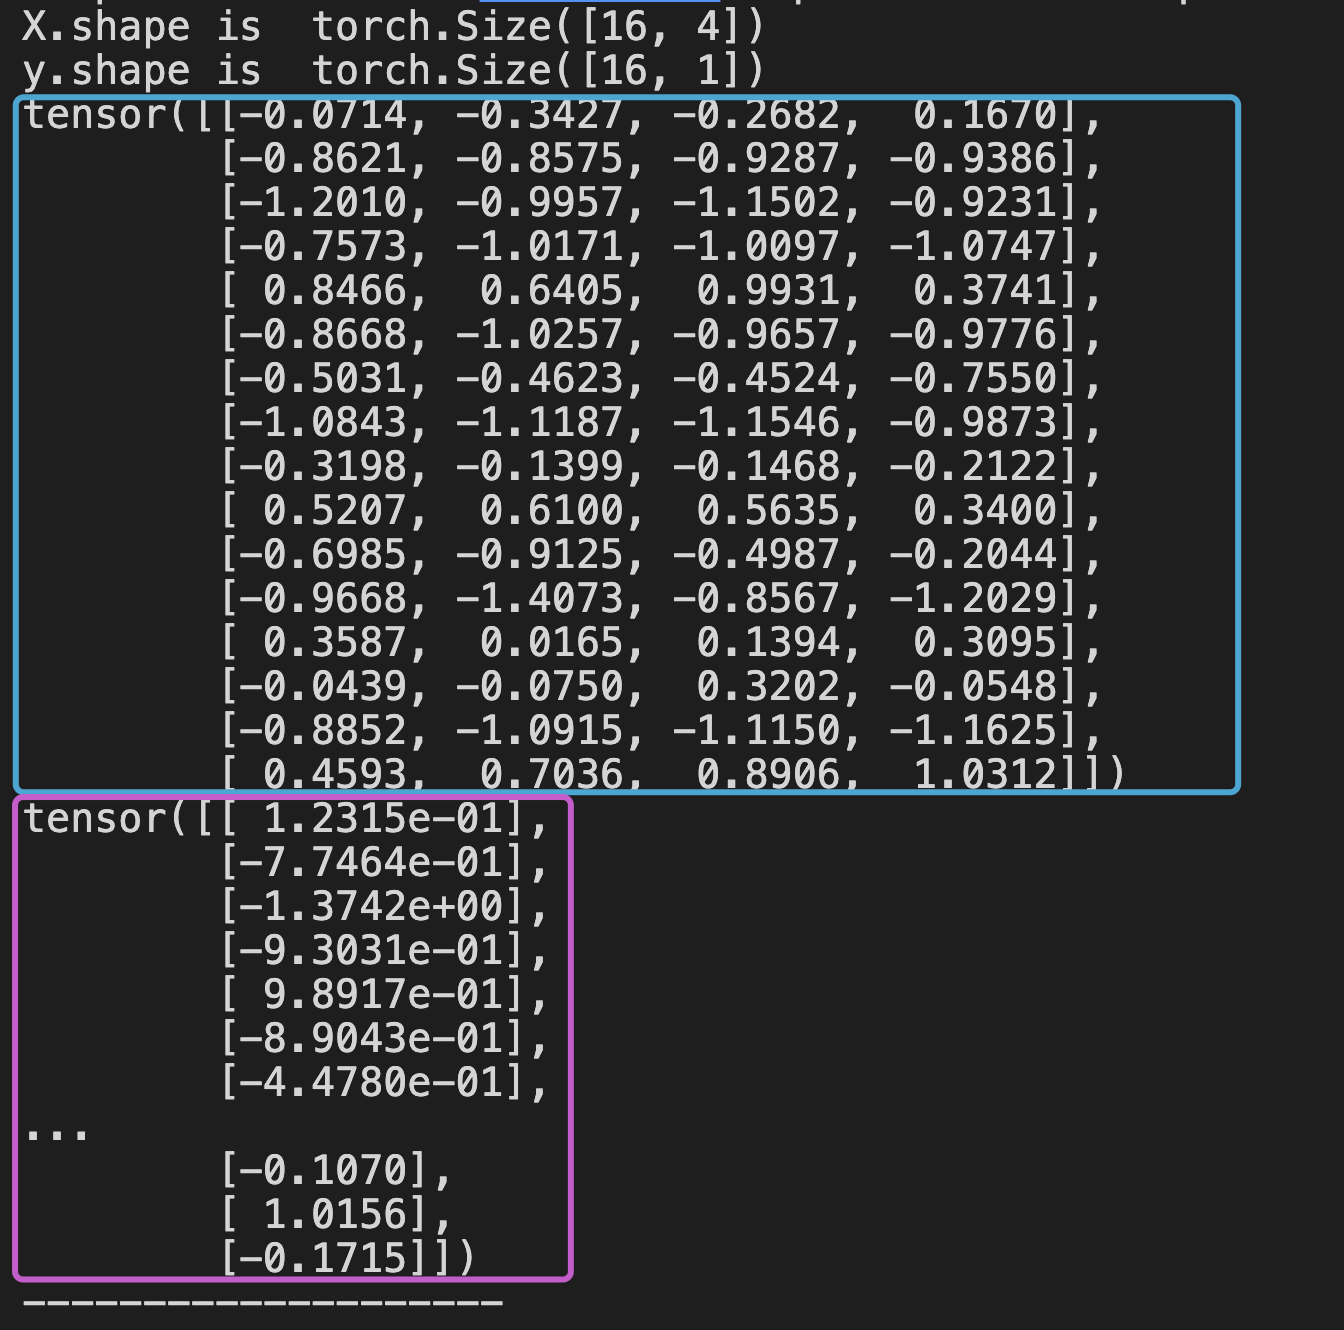 X.shape is  torch.Size([16, 4])
y.shape is  torch.Size([16, 1])
tensor([[-0.0714, -0.3427, -0.2682,  0.1670],
        [-0.8621, -0.8575, -0.9287, -0.9386],
        [-1.2010, -0.9957, -1.1502, -0.9231],
        [-0.7573, -1.0171, -1.0097, -1.0747],
        [ 0.8466,  0.6405,  0.9931,  0.3741],
        [-0.8668, -1.0257, -0.9657, -0.9776],
        [-0.5031, -0.4623, -0.4524, -0.7550],
        [-1.0843, -1.1187, -1.1546, -0.9873],
        [-0.3198, -0.1399, -0.1468, -0.2122],
        [ 0.5207,  0.6100,  0.5635,  0.3400],
        [-0.6985, -0.9125, -0.4987, -0.2044],
        [-0.9668, -1.4073, -0.8567, -1.2029],
        [ 0.3587,  0.0165,  0.1394,  0.3095],
        [-0.0439, -0.0750,  0.3202, -0.0548],
        [-0.8852, -1.0915, -1.1150, -1.1625],
        [ 0.4593,  0.7036,  0.8906,  1.0312]])
tensor([[ 1.2315e-01],
        [-7.7464e-01],
        [-1.3742e+00],
        [-9.3031e-01],
        [ 9.8917e-01],
        [-8.9043e-01],
        [-4.4780e-01],
...
        [-0.1070],
        [ 1.0156],
        [-0.1715]])
--------------------